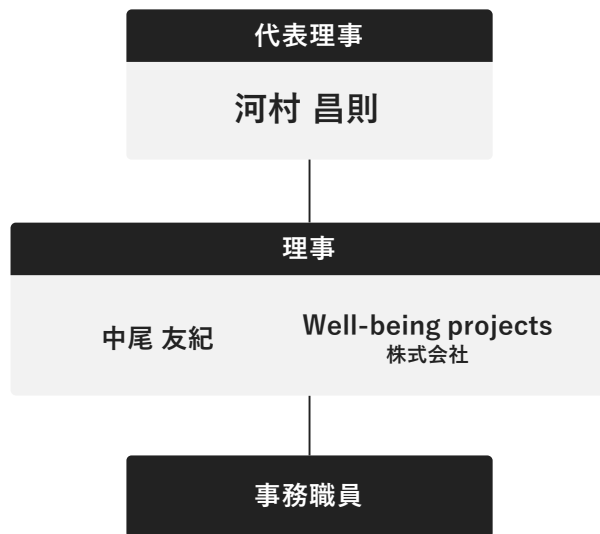 代表理事
河村 昌則
理事
中尾 友紀
Well-being projects
株式会社
事務職員